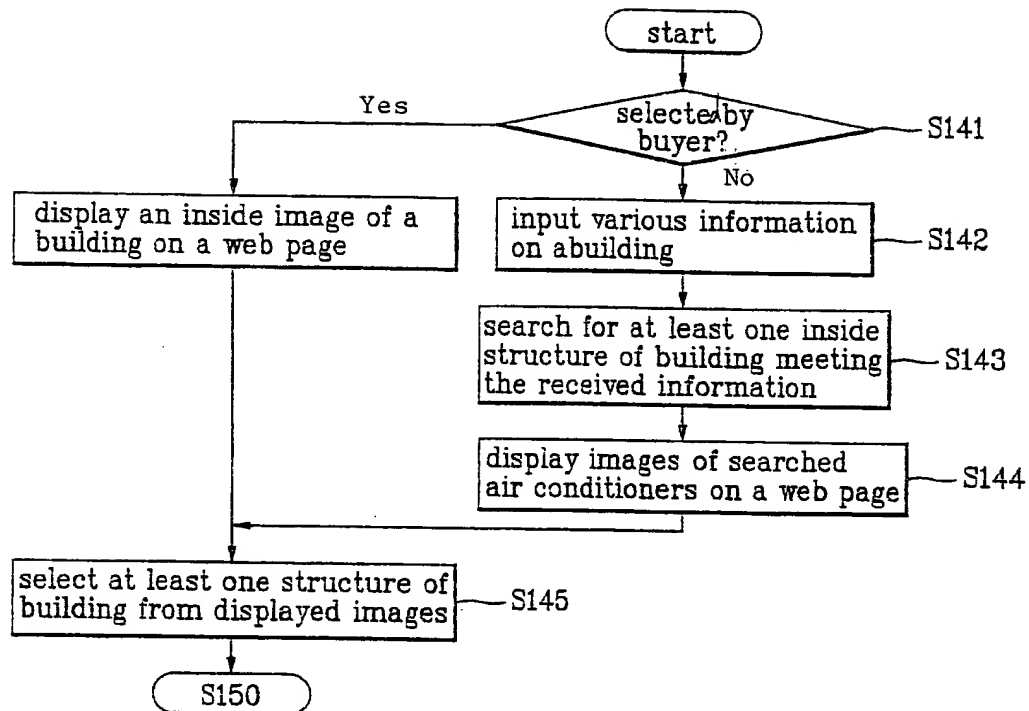 start
Yes
selected by
buyer?
S141
No
display an inside image of a
building on a web page
input various information
on abuilding
S142
search for at least one inside
structure of building meeting
the received information
S143
display images of searched
air conditioners on a web page
S144
select at least one structure of
building from displayed images
S145
S150